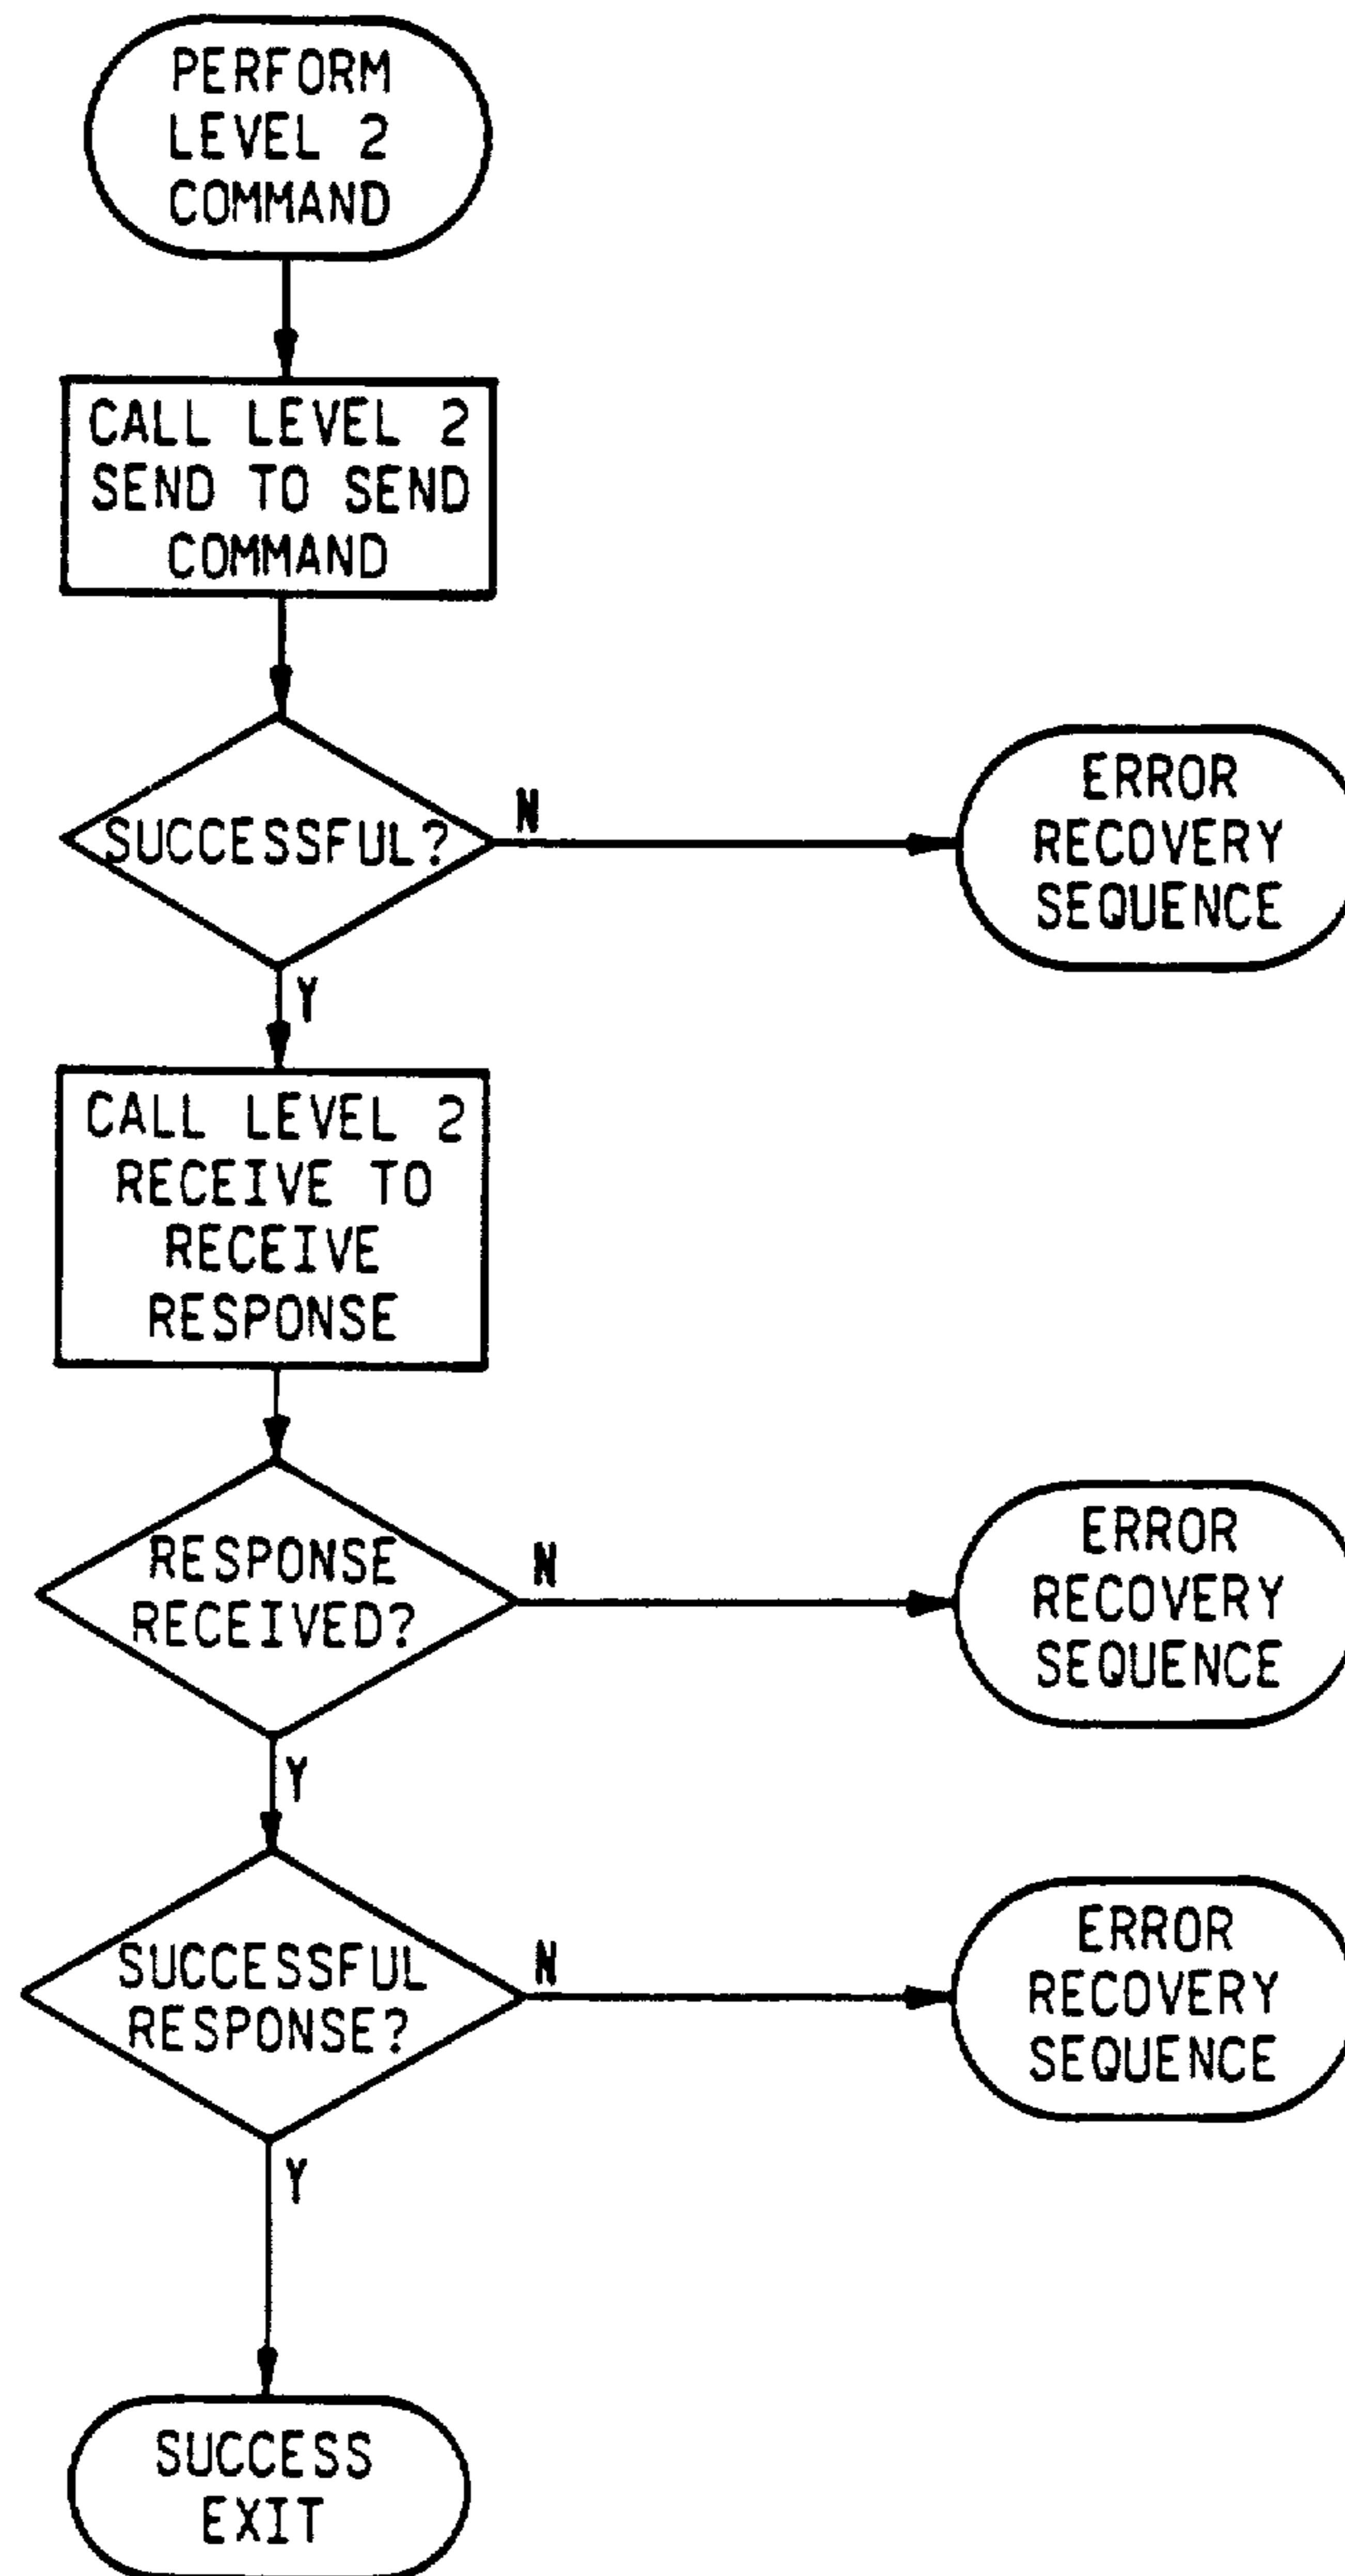 PERFORM
LEVEL 2
COMMAND
CALL LEVEL 2
SEND TO SEND
COMMAND
SUCCESSFUL?
N
ERROR
RECOVERY
SEQUENCE
Y
CALL LEVEL 2
RECEIVE TO
RECEIVE
RESPONSE
RESPONSE
RECEIVED?
N
ERROR
RECOVERY
SEQUENCE
Y
SUCCESSFUL
RESPONSE?
N
ERROR
RECOVERY
SEQUENCE
Y
SUCCESS
EXIT